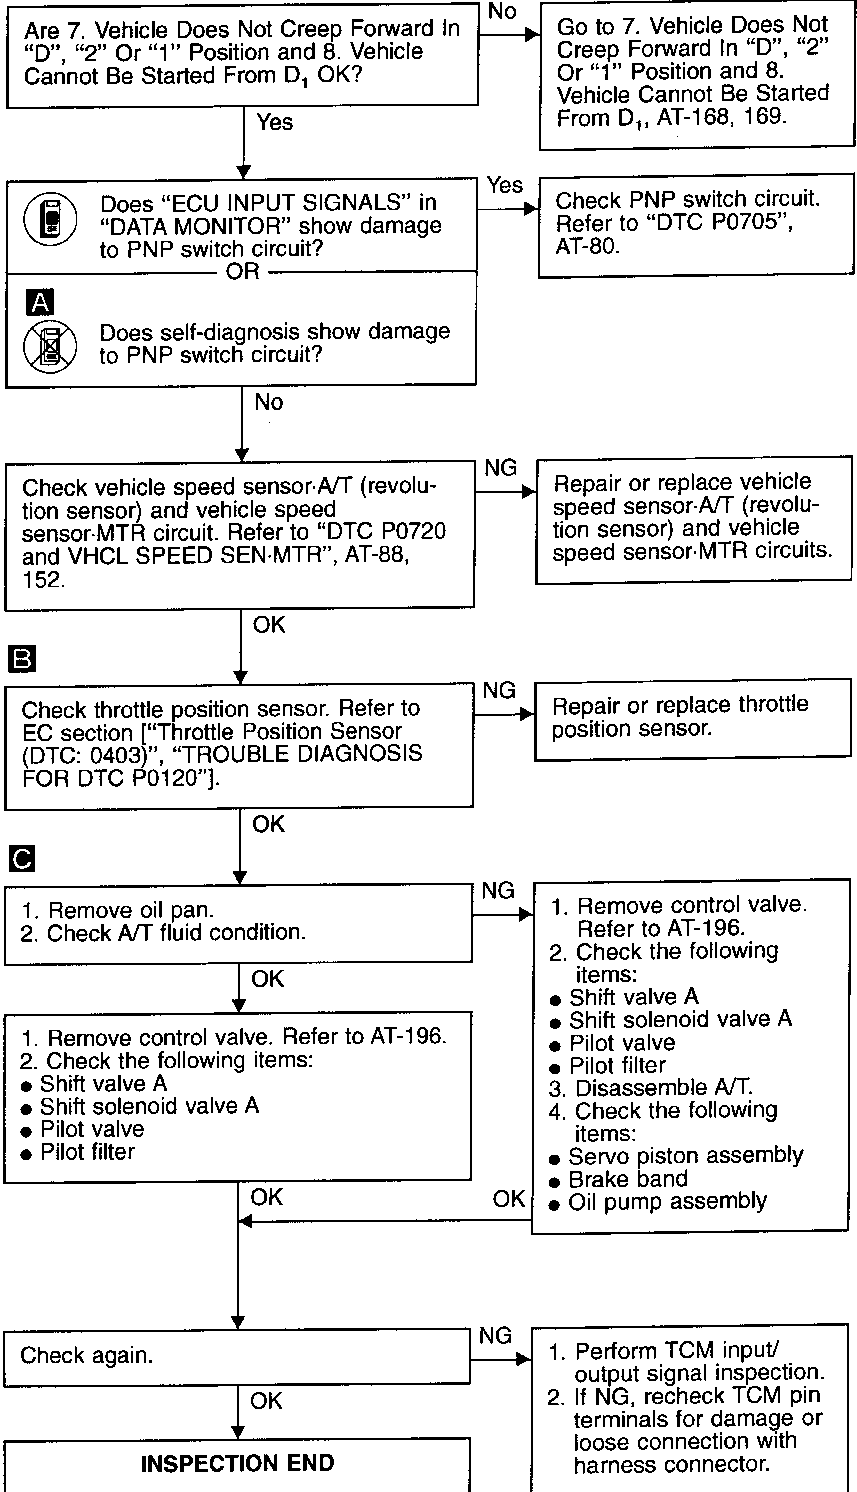 Are 7. Vehicle Does Not Creep Forward In
“D”, “2” Or “1” Position and 8. Vehicle
Cannot Be Started From D1 OK?
No
Go to 7. Vehicle Does Not
Creep Forward In “D”, “2”
Or “1” Position and 8.
Vehicle Cannot Be Started
From D1, AT-168, 169.
Yes
Does “ECU INPUT SIGNALS” in
“DATA MONITOR” show damage
to PNP switch circuit?
Yes
Check PNP switch circuit.
Refer to “DTC P0705”,
AT-80.
OR
A
Does self-diagnosis show damage
to PNP switch circuit?
No
Check vehicle speed sensor·A/T (revolu-
tion sensor) and vehicle speed
sensor·MTR circuit. Refer to “DTC P0720
and VHCL SPEED SEN·MTR”, AT-88,
152.
NG
Repair or replace vehicle
speed sensor·A/T (revolu-
tion sensor) and vehicle
speed sensor·MTR circuits.
OK
B
Check throttle position sensor. Refer to
EC section [“Throttle Position Sensor
(DTC: 0403)”, “TROUBLE DIAGNOSIS
FOR DTC P0120”].
NG
Repair or replace throttle
position sensor.
OK
C
1. Remove oil pan.
2. Check A/T fluid condition.
NG
1. Remove control valve.
Refer to AT-196.
2. Check the following
items:
● Shift valve A
● Shift solenoid valve A
● Pilot valve
● Pilot filter
3. Disassemble A/T.
4. Check the following
items:
● Servo piston assembly
● Brake band
● Oil pump assembly
OK
1. Remove control valve. Refer to AT-196.
2. Check the following items:
● Shift valve A
● Shift solenoid valve A
● Pilot valve
● Pilot filter
OK
OK
Check again.
NG
1. Perform TCM input/
output signal inspection.
2. If NG, recheck TCM pin
terminals for damage or
loose connection with
harness connector.
OK
INSPECTION END